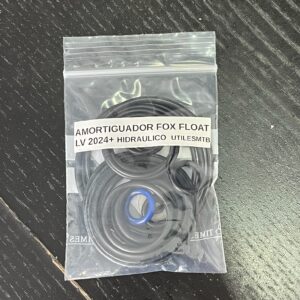 AMORTIGUADOR FOX FLOAT
LV 2024+ HIDRAULICO UTILESMTB